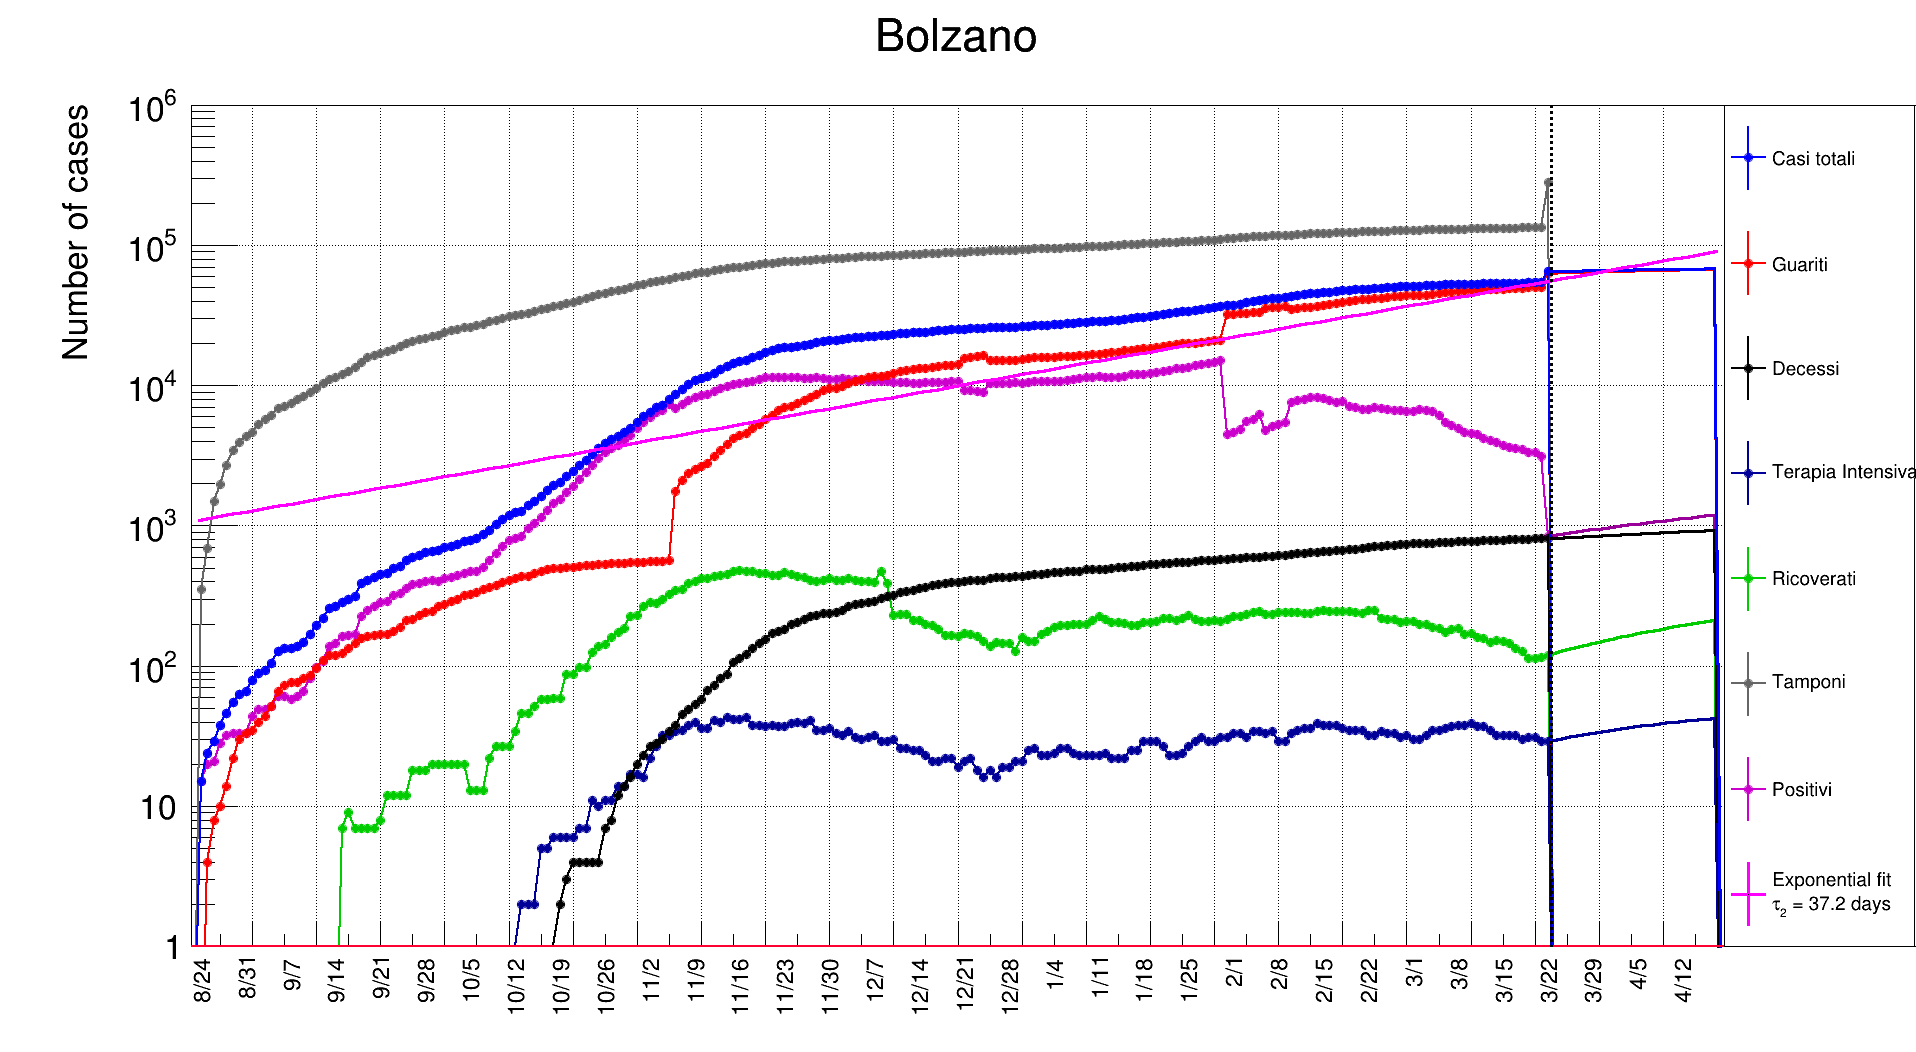 Bolzano
Number of cases
10^6
10^5
10^4
10^3
10^2
10
1
8/24 8/31 9/7 9/14 9/21 9/28 10/5 10/12 10/19 10/26 11/2 11/9 11/16 11/23 11/30 12/7 12/14 12/21 12/28 1/4 1/11 1/18 1/25 2/1 2/8 2/15 2/22 3/1 3/8 3/15 3/22 3/29 4/5 4/12
Casi totali
Guariti
Decessi
Terapia Intensiva
Ricoverati
Tamponi
Positivi
Exponential fit
τ₂ = 37.2 days